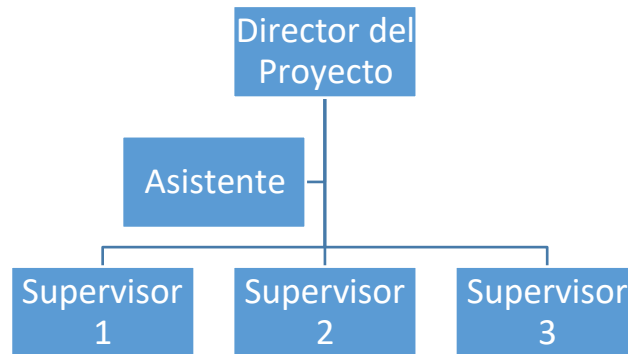 Director del
Proyecto
Asistente
Supervisor
1
Supervisor
2
Supervisor
3